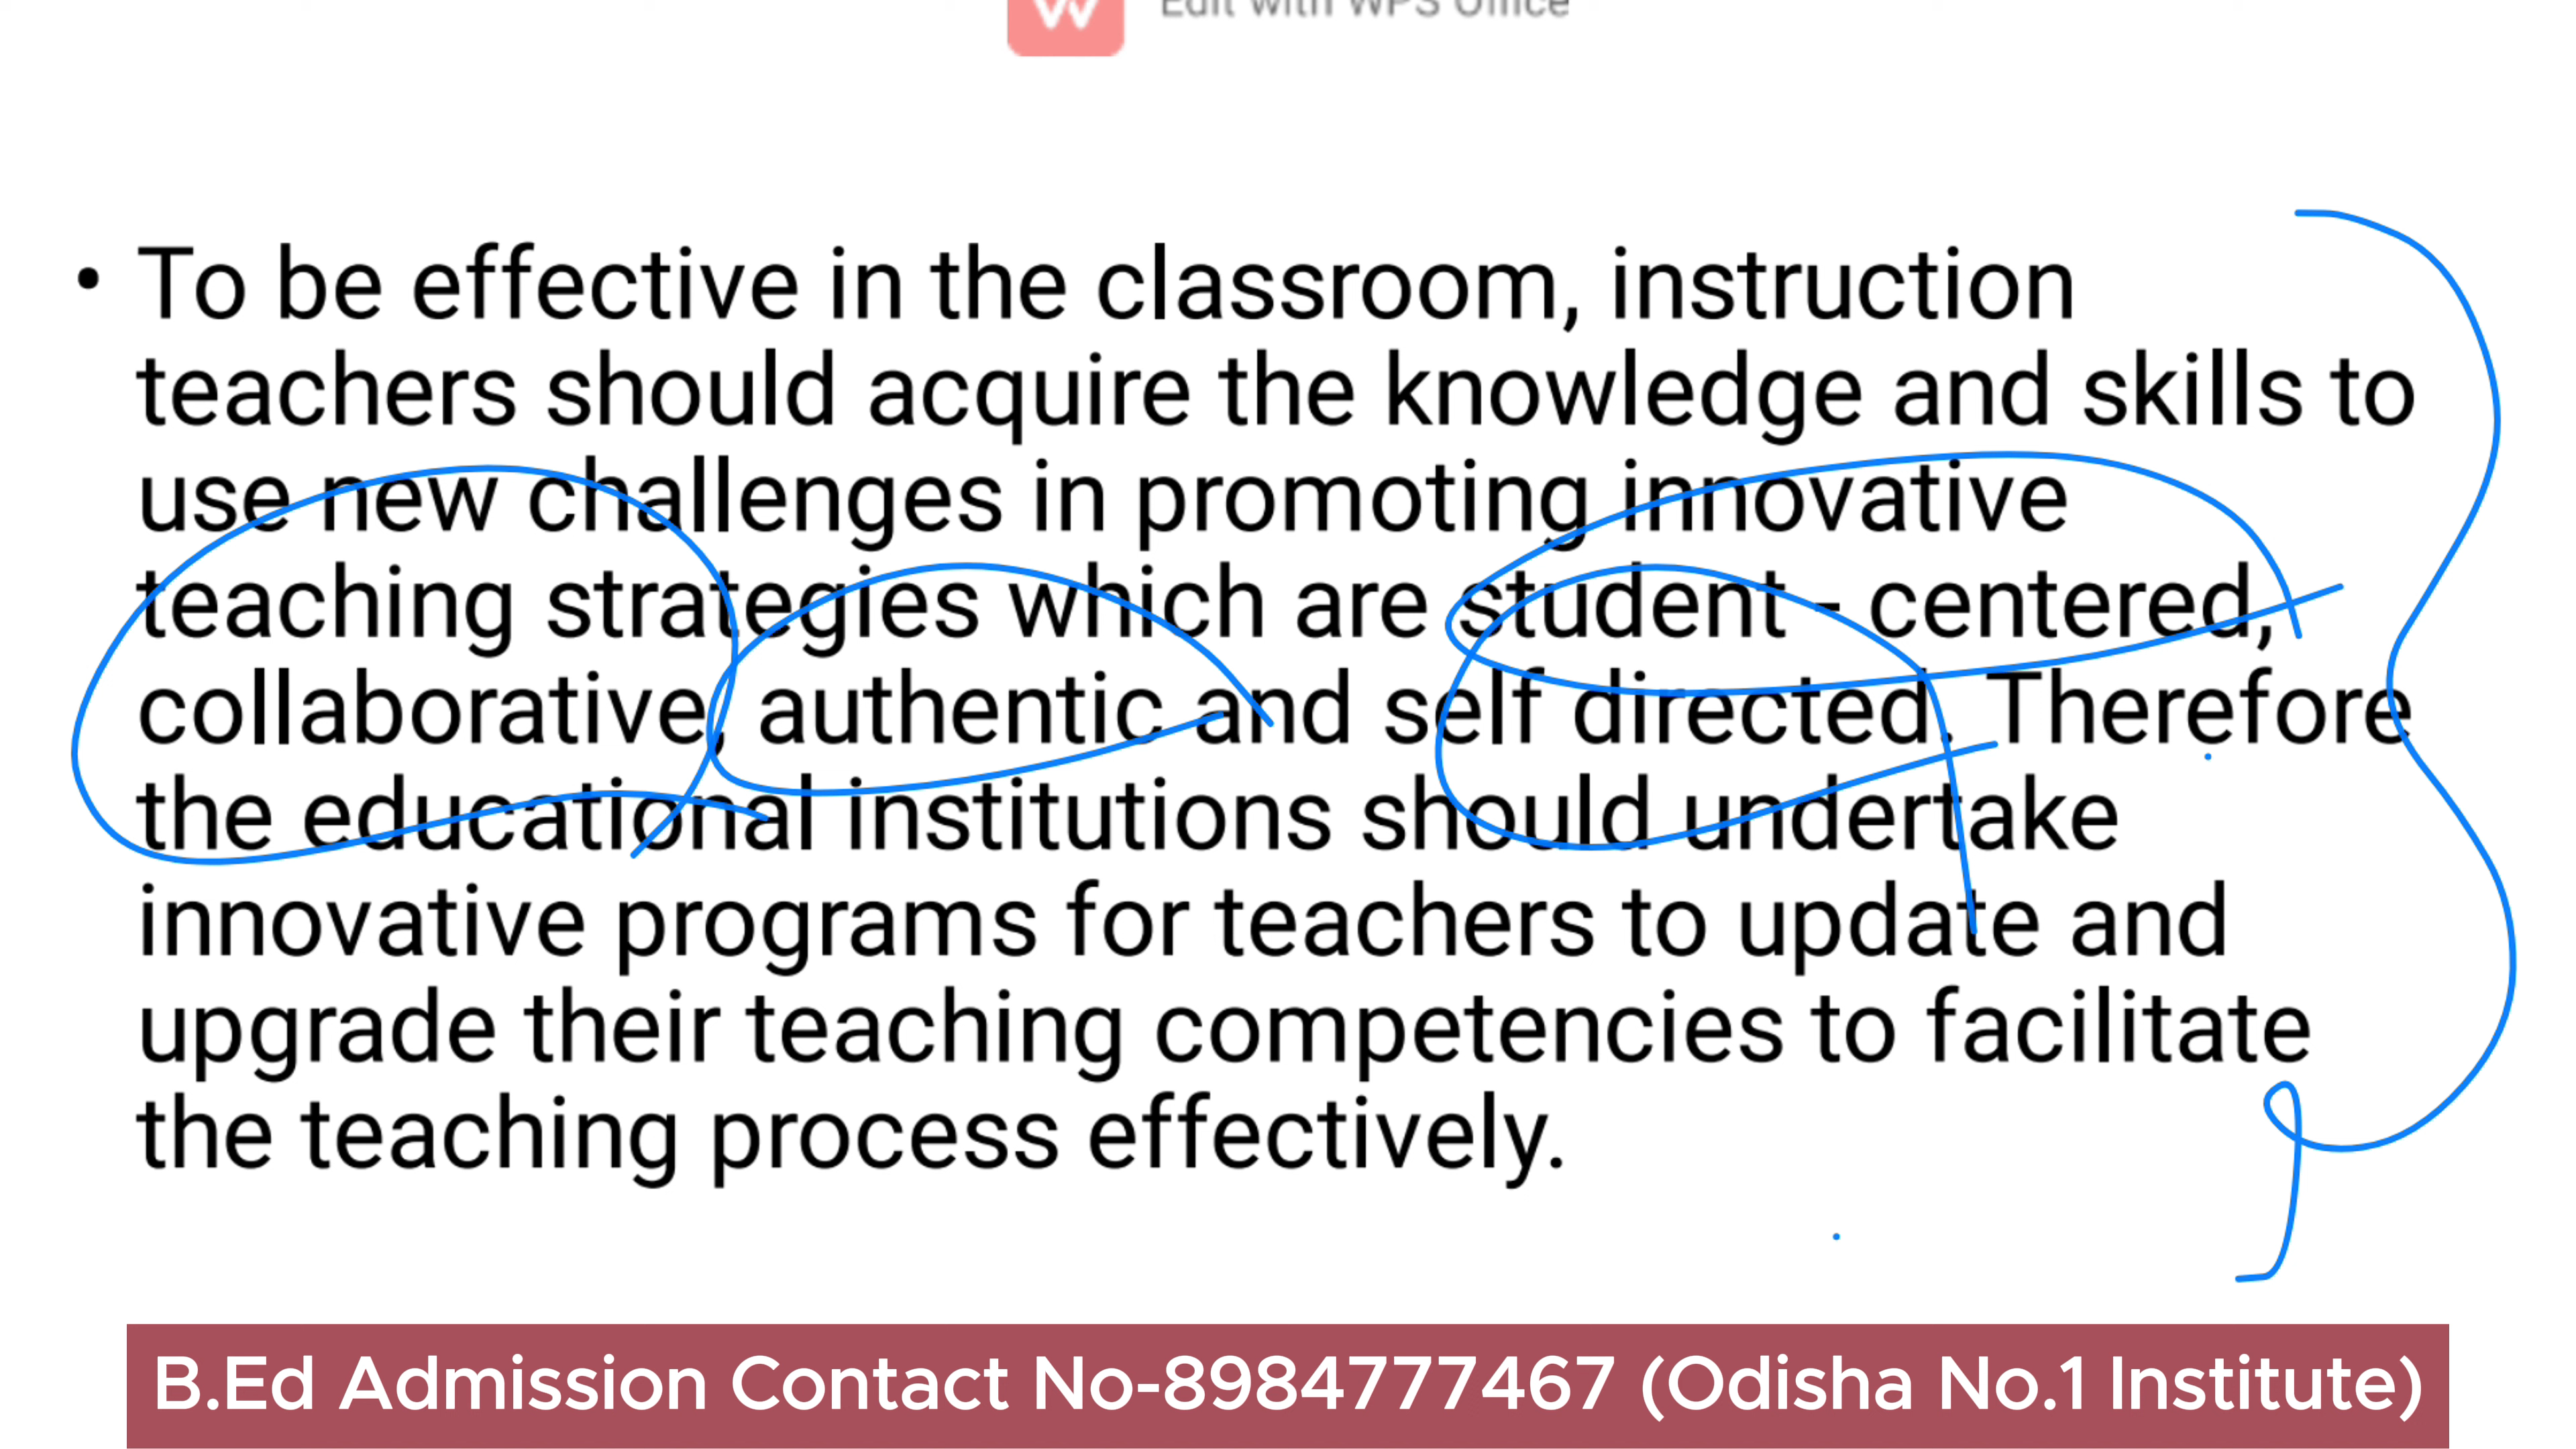 Edit with WPS Office
• To be effective in the classroom, instruction
teachers should acquire the knowledge and skills to
use new challenges in promoting innovative
teaching strategies which are student - centered,
collaborative, authentic and self directed. Therefore
the educational institutions should undertake
innovative programs for teachers to update and
upgrade their teaching competencies to facilitate
the teaching process effectively.
B.Ed Admission Contact No-8984777467 (Odisha No.1 Institute)